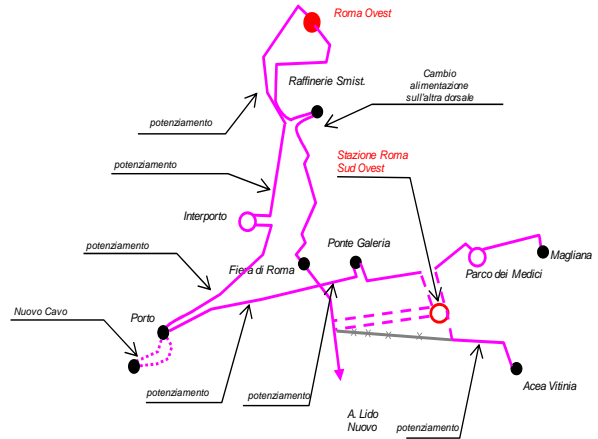 Roma Ovest
Raffinerie Smist.
Cambio
alimentazione
sull'altra dorsale
potenziamento
Stazione Roma
Sud Ovest
potenziamento
Interporto
potenziamento
Ponte Galeria
Magliana
Fiera di Roma
Parco dei Medici
Nuovo Cavo
Porto
potenziamento
potenziamento
Acea Vitinia
A. Lido
Nuovo
potenziamento